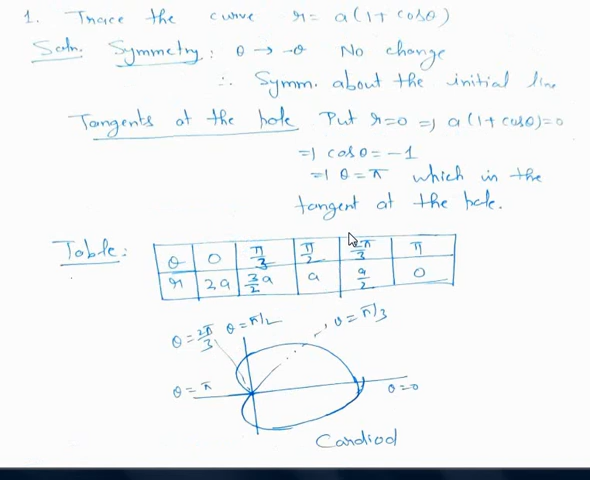 1. Trace the curve r = a(1 + cosθ)
Soln. Symmetry: θ → -θ No change
∴ Symm. about the initial line
Tangents at the pole Put r=0 => a(1 + cosθ)=0
=> cosθ = -1
=> θ = π which in the
tangent at the pole.
Table:
θ 0 π/3 π/2 2π/3 π
r 2a 3/2 a a a/2 0
θ = 2π/3 θ = π/2 θ = π/3
θ = π θ=0
Cardiod